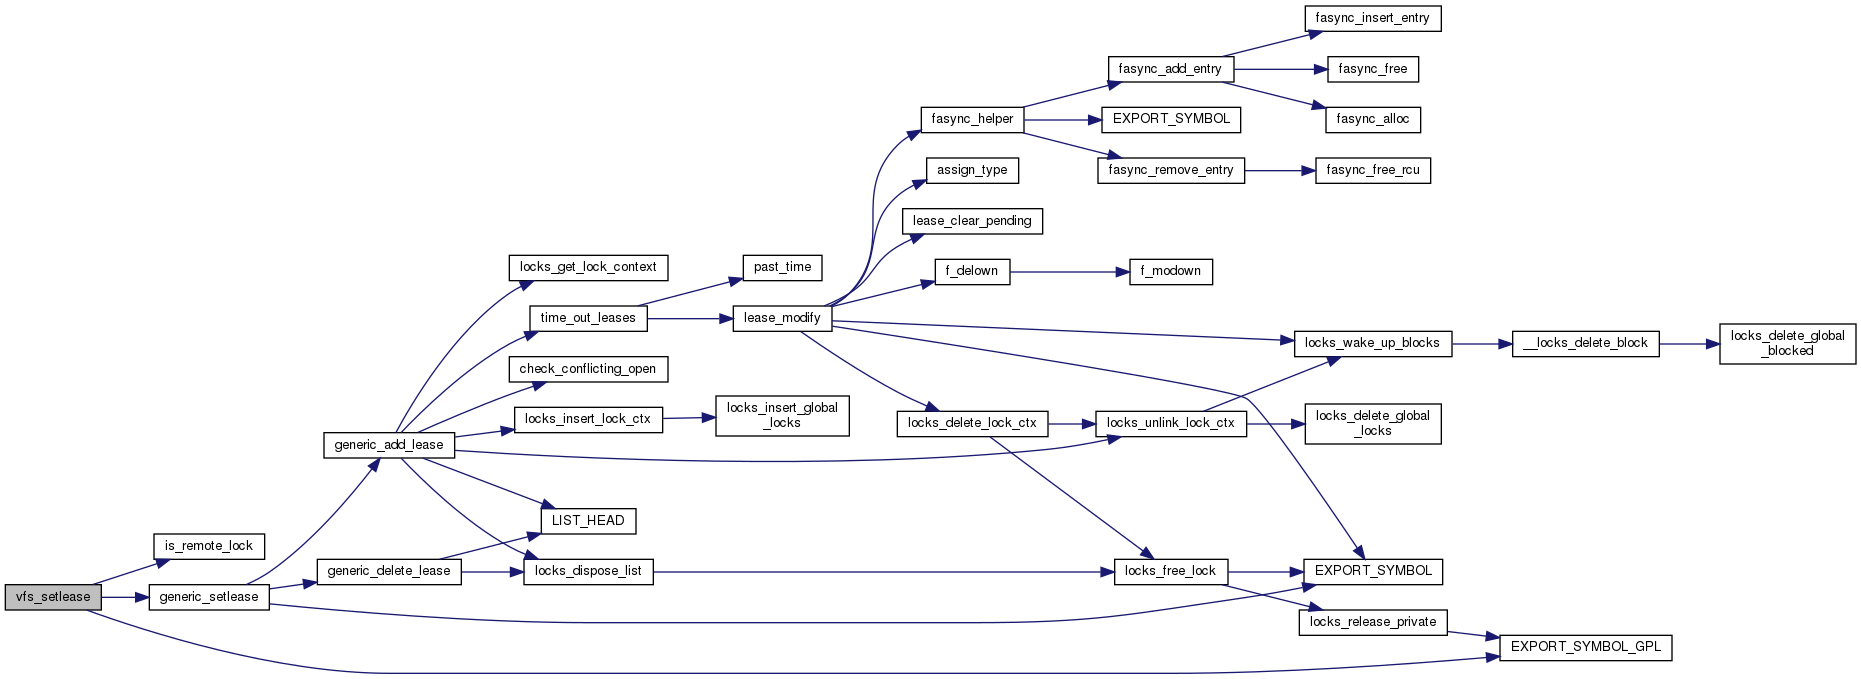 fasync_insert_entry
fasync_add_entry
fasync_free
fasync_helper
EXPORT_SYMBOL
fasync_alloc
assign_type
fasync_remove_entry
fasync_free_rcu
lease_clear_pending
locks_get_lock_context
past_time
f_delown
f_modown
time_out_leases
lease_modify
locks_wake_up_blocks
__locks_delete_block
locks_delete_global
_blocked
check_conflicting_open
locks_insert_lock_ctx
locks_insert_global
_locks
locks_delete_lock_ctx
locks_unlink_lock_ctx
locks_delete_global
_locks
generic_add_lease
LIST_HEAD
is_remote_lock
generic_delete_lease
locks_dispose_list
locks_free_lock
EXPORT_SYMBOL
vfs_setlease
generic_setlease
locks_release_private
EXPORT_SYMBOL_GPL